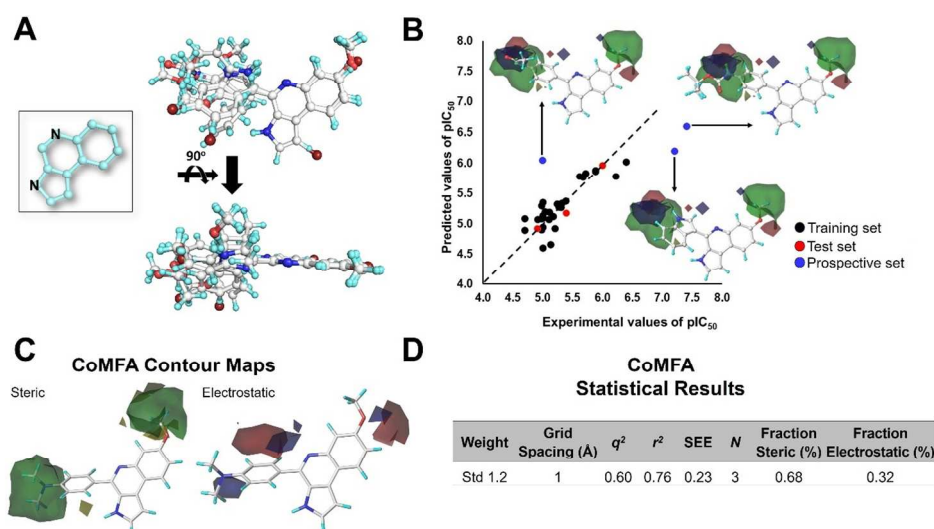 A
N
N
90º
B
Predicted values of pIC50
8.0
7.5
7.0
6.5
6.0
5.5
5.0
4.5
4.0
4.0 4.5 5.0 5.5 6.0 6.5 7.0 7.5 8.0
Experimental values of pIC50
Training set
Test set
Prospective set
C
CoMFA Contour Maps
Steric
Electrostatic
D
CoMFA
Statistical Results
Weight Grid Spacing (Å) q² r² SEE N Fraction Steric (%) Fraction Electrostatic (%)
Std 1.2 1 0.60 0.76 0.23 3 0.68 0.32